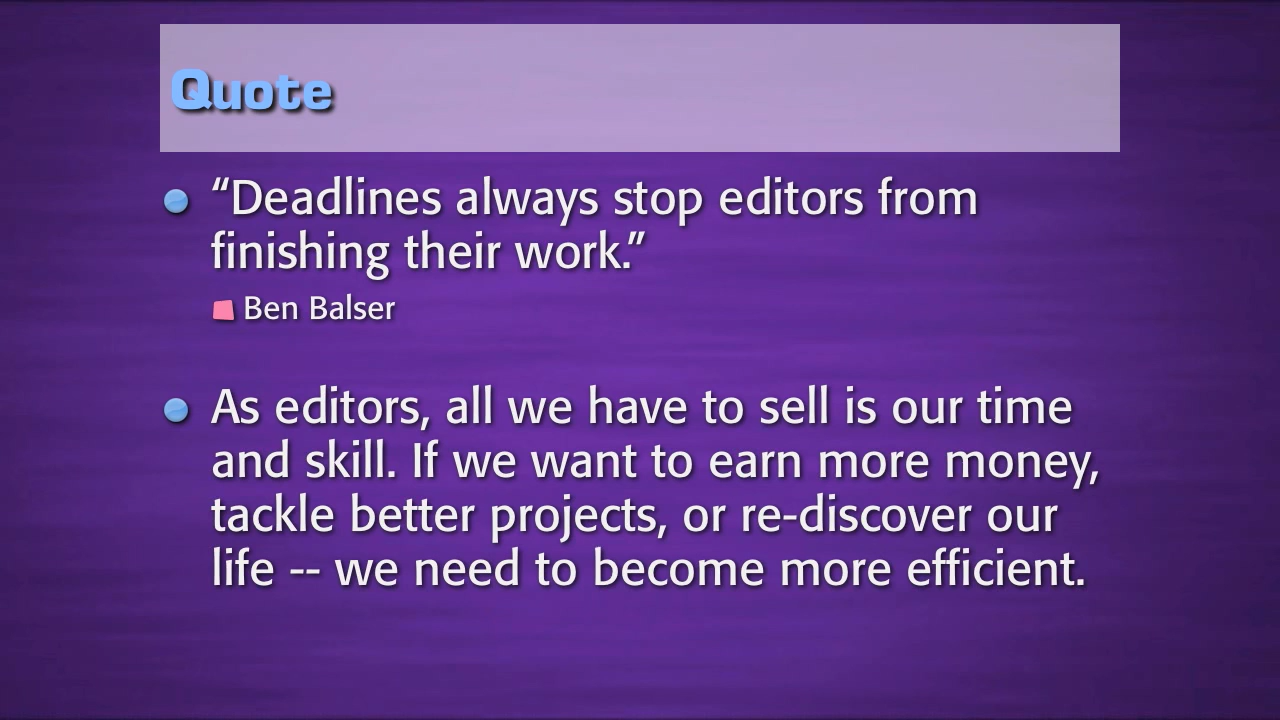 Quote
“Deadlines always stop editors from
finishing their work.”
Ben Balser
As editors, all we have to sell is our time
and skill. If we want to earn more money,
tackle better projects, or re-discover our
life -- we need to become more efficient.